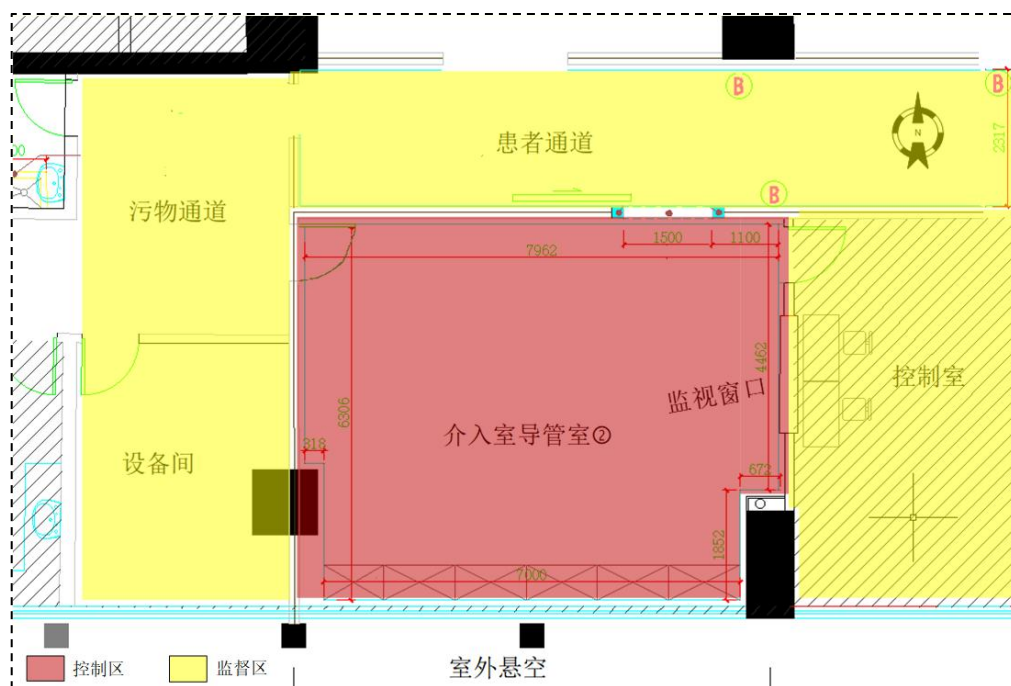 B
B
N
患者通道
2317
00
污物通道
B
1500
1100
7962
4462
控制室
监视窗口
6306
介入室导管室②
318
设备间
672
1852
7000
控制区
监督区
室外悬空